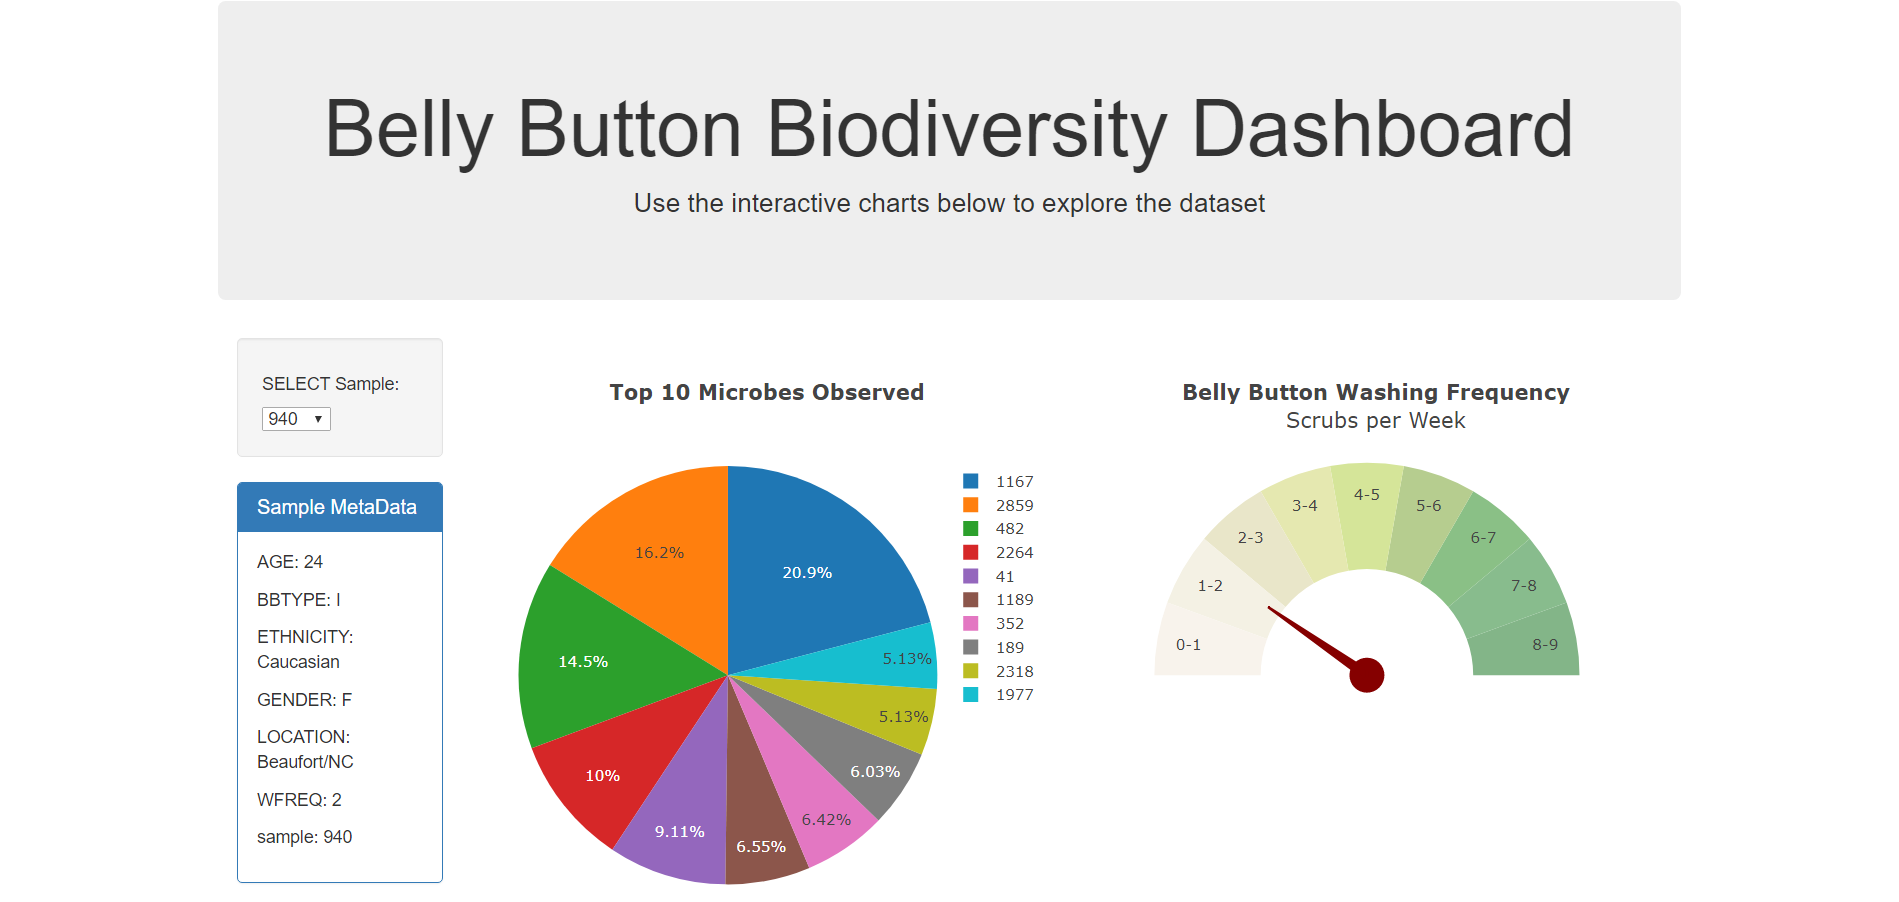 Belly Button Biodiversity Dashboard
Use the interactive charts below to explore the dataset
SELECT Sample:
940
Sample MetaData
AGE: 24
BBTYPE: I
ETHNICITY:
Caucasian
GENDER: F
LOCATION:
Beaufort/NC
WFREQ: 2
sample: 940
Top 10 Microbes Observed
20.9%
5.13%
5.13%
6.03%
6.42%
6.55%
9.11%
10%
14.5%
16.2%
1167
2859
482
2264
41
1189
352
189
2318
1977
Belly Button Washing Frequency
Scrubs per Week
0-1
1-2
2-3
3-4
4-5
5-6
6-7
7-8
8-9